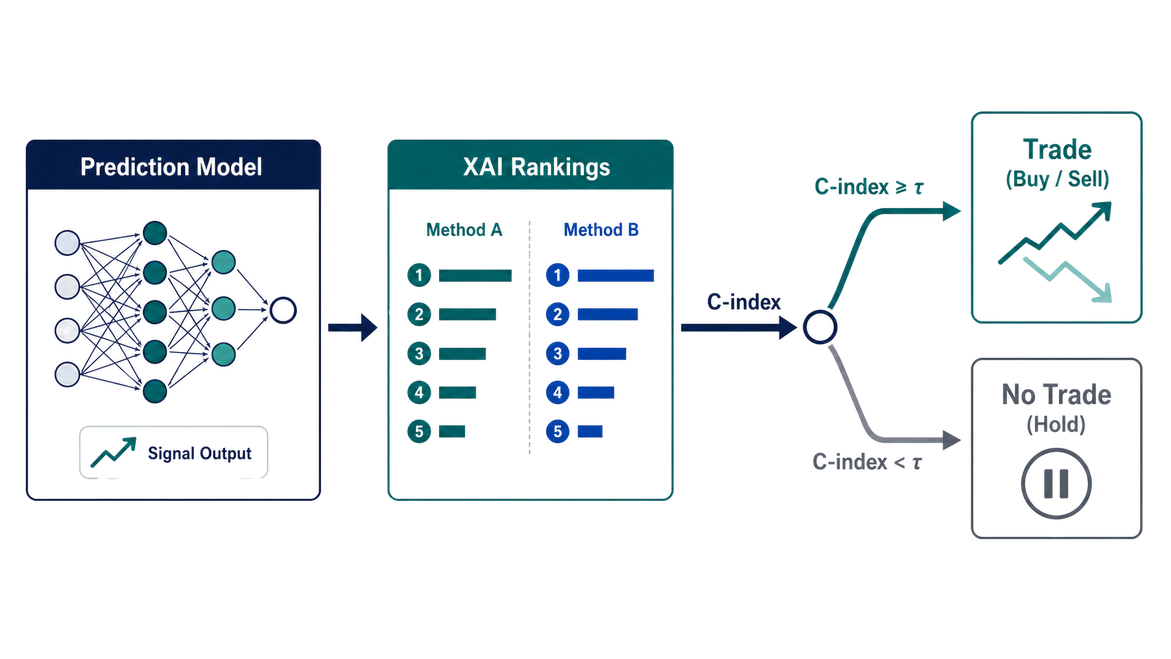 Prediction Model
Signal Output
XAI Rankings
Method A
Method B
1
2
3
4
5
1
2
3
4
5
C-index
C-index ⩾ τ
C-index < τ
Trade
(Buy / Sell)
No Trade
(Hold)